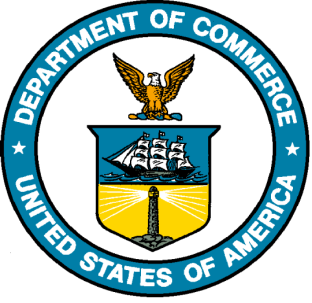 DEPARTMENT OF COMMERCE
UNITED STATES OF AMERICA